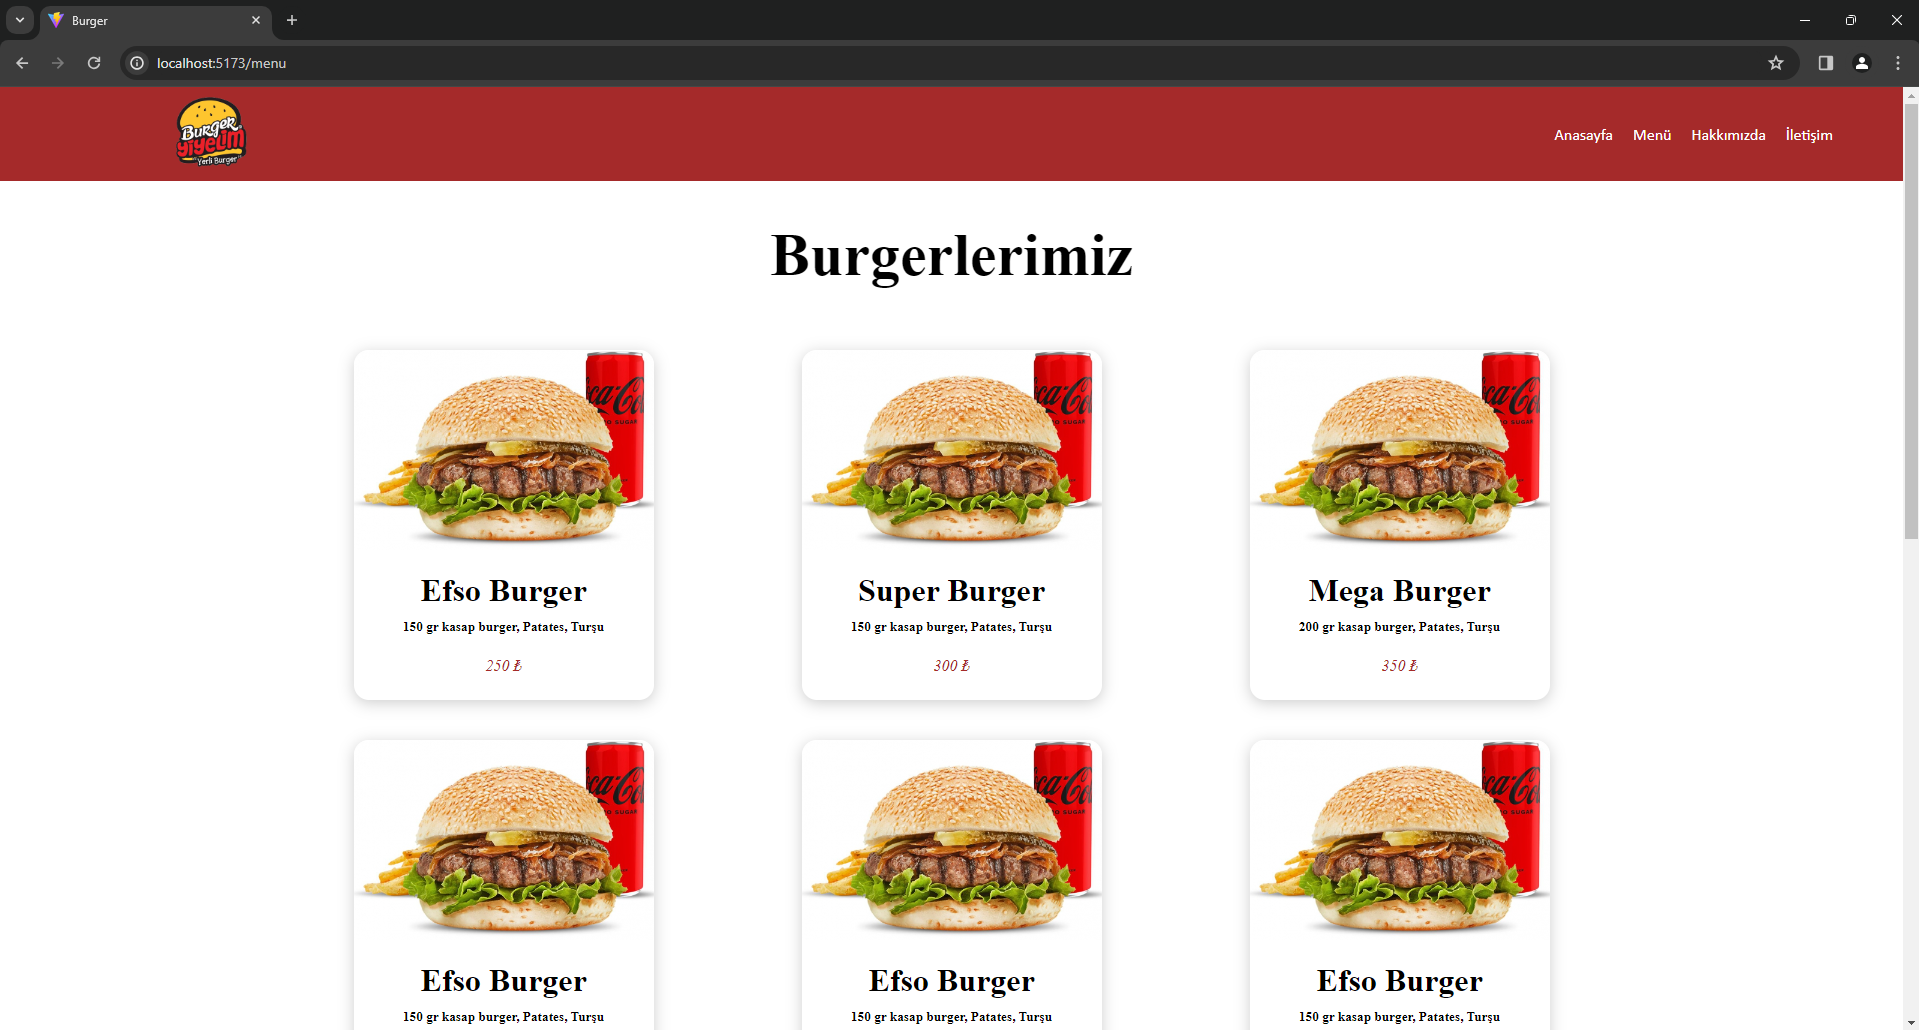 Burger
localhost:5173/menu
Burger
yiyelim
Yerli Burger
Anasayfa Menü Hakkımızda İletişim
Burgerlerimiz
Efso Burger
150 gr kasap burger, Patates, Turşu
250 ₺
Super Burger
150 gr kasap burger, Patates, Turşu
300 ₺
Mega Burger
200 gr kasap burger, Patates, Turşu
350 ₺
Efso Burger
150 gr kasap burger, Patates, Turşu
Efso Burger
150 gr kasap burger, Patates, Turşu
Efso Burger
150 gr kasap burger, Patates, Turşu